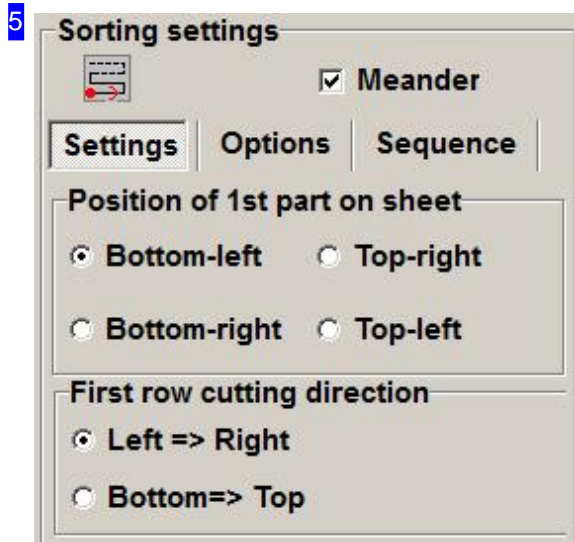 5
Sorting settings
Meander
Settings Options Sequence
Position of 1st part on sheet
Bottom-left Top-right
Bottom-right Top-left
First row cutting direction
Left => Right
Bottom=> Top